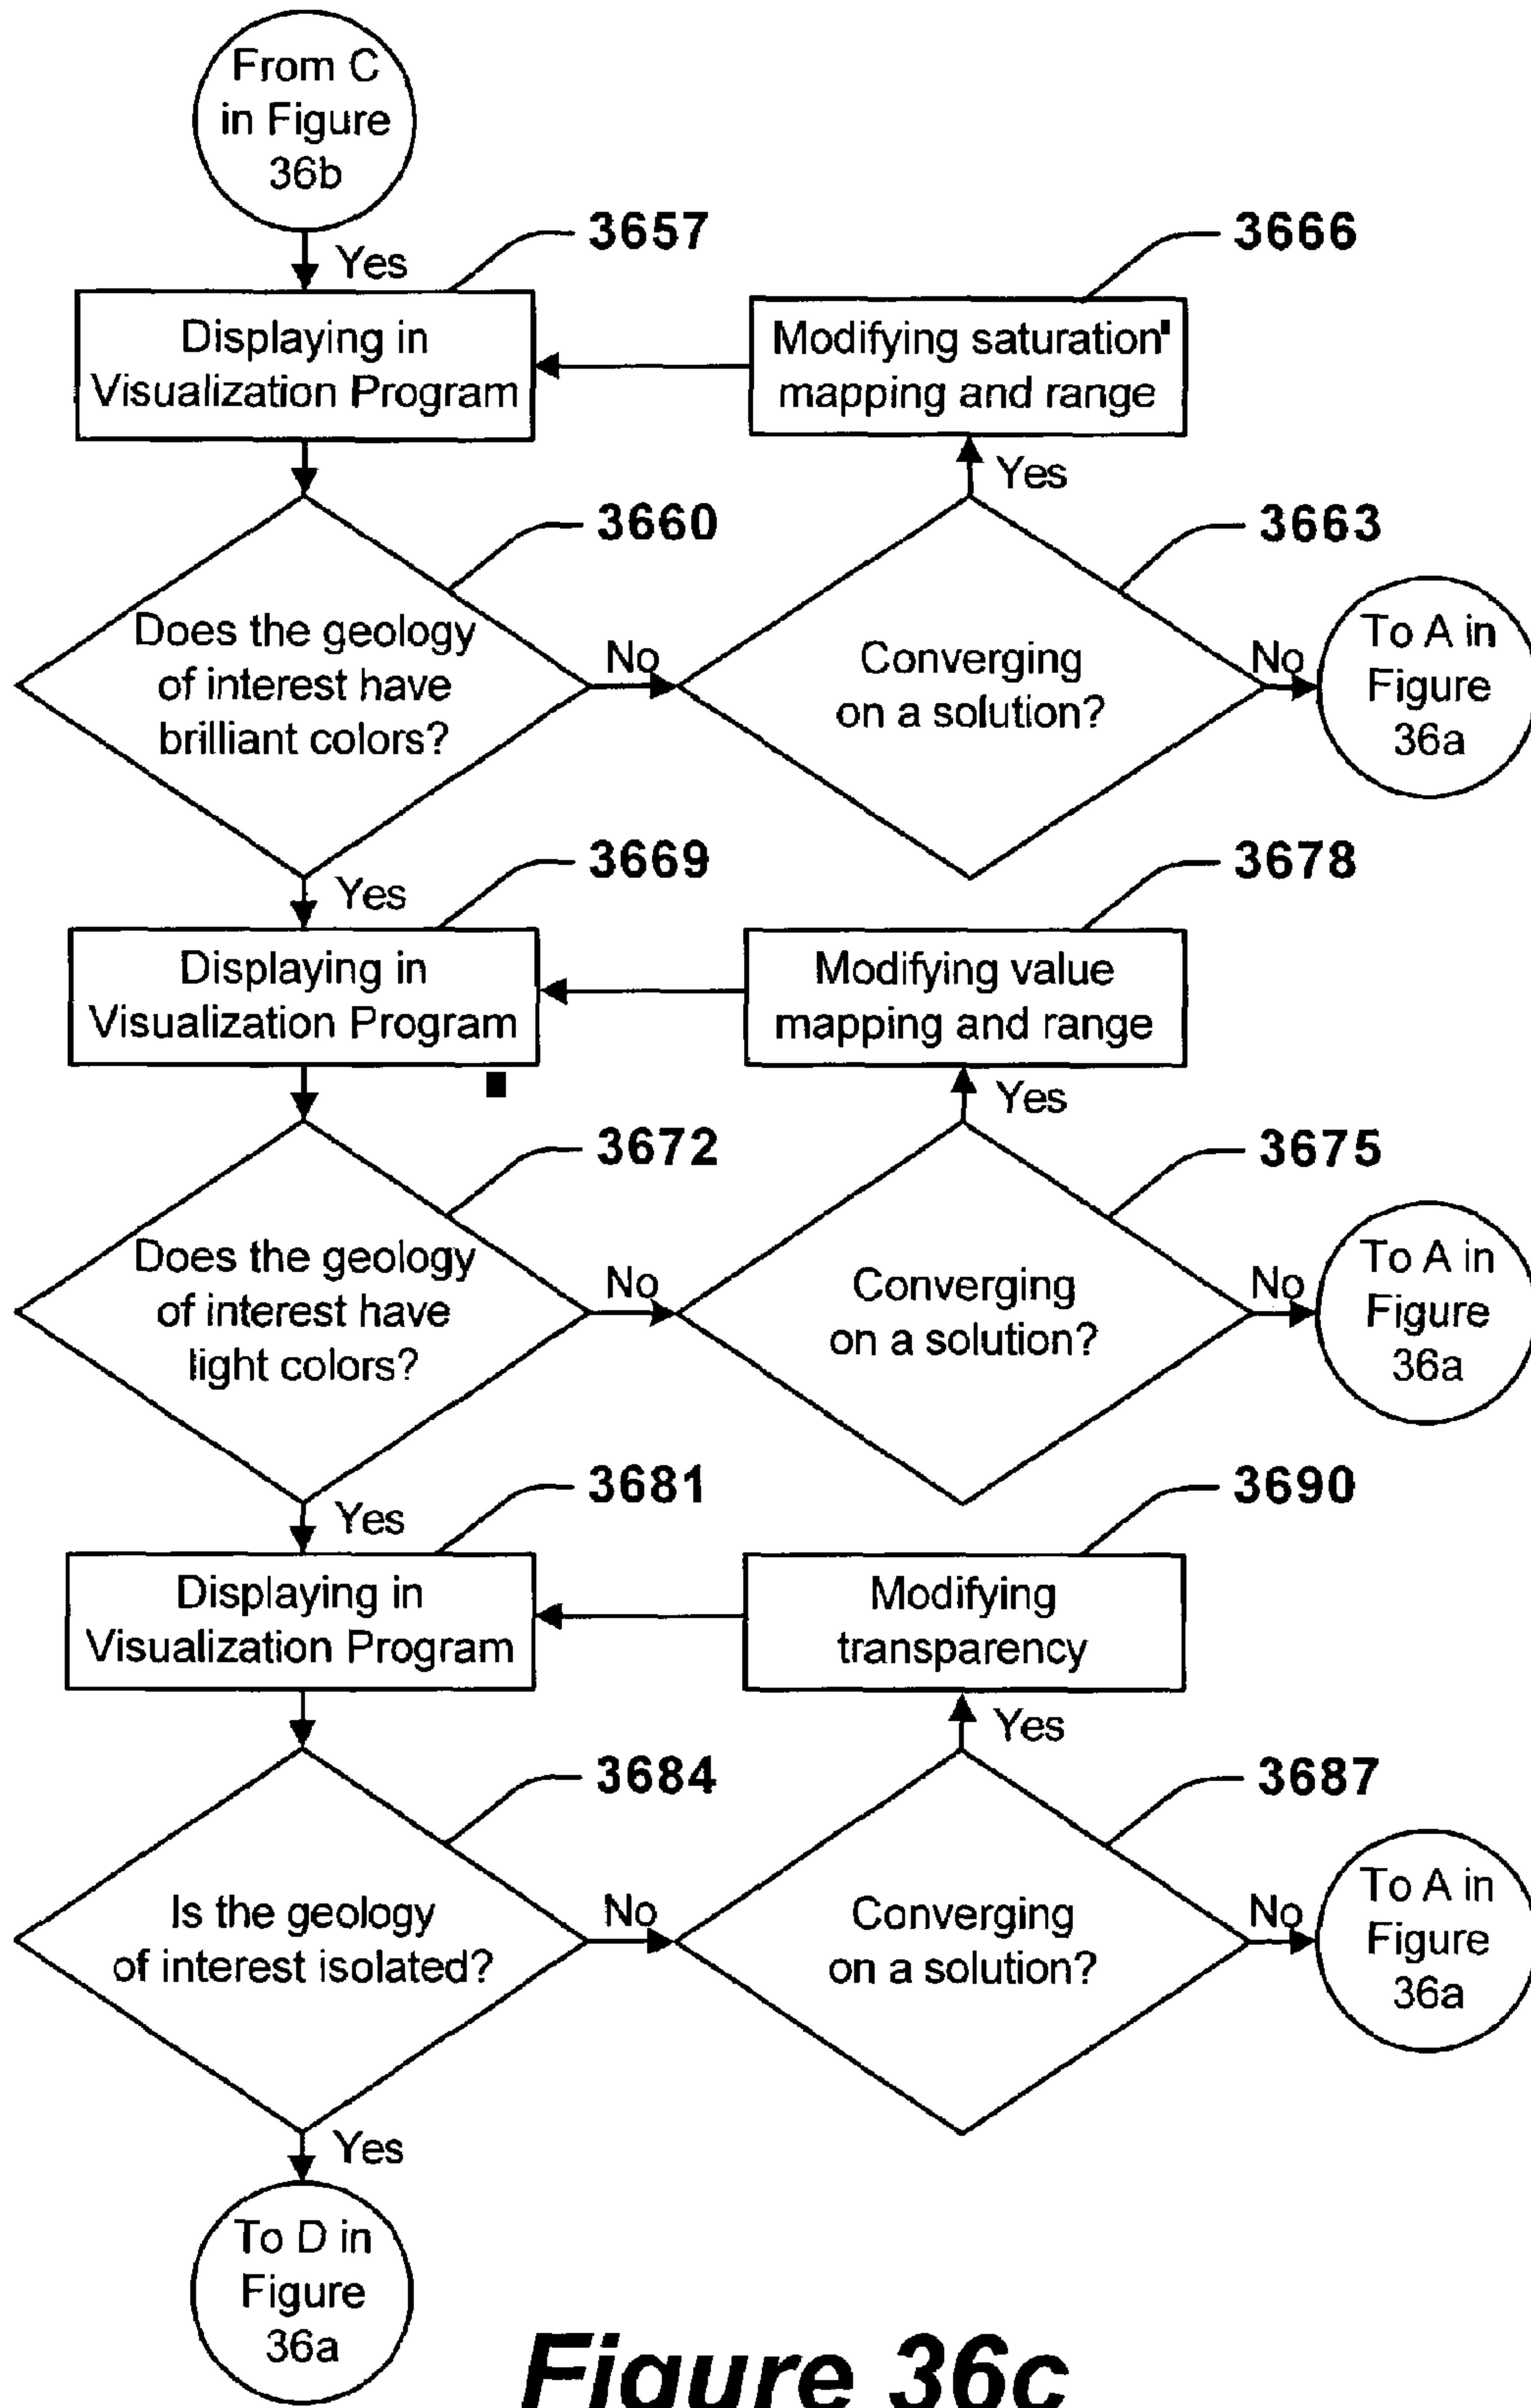 From C
in Figure
36b
Yes
3657
3666
Displaying in
Visualization Program
Modifying saturation
mapping and range
Yes
3660
3663
Does the geology
of interest have
brilliant colors?
No
Converging
on a solution?
No
To A in
Figure
36a
Yes
3669
3678
Displaying in
Visualization Program
Modifying value
mapping and range
Yes
3672
3675
Does the geology
of interest have
light colors?
No
Converging
on a solution?
No
To A in
Figure
36a
Yes
3681
3690
Displaying in
Visualization Program
Modifying
transparency
Yes
3684
3687
Is the geology
of interest isolated?
No
Converging
on a solution?
No
To A in
Figure
36a
Yes
To D in
Figure
36a
Figure 36c